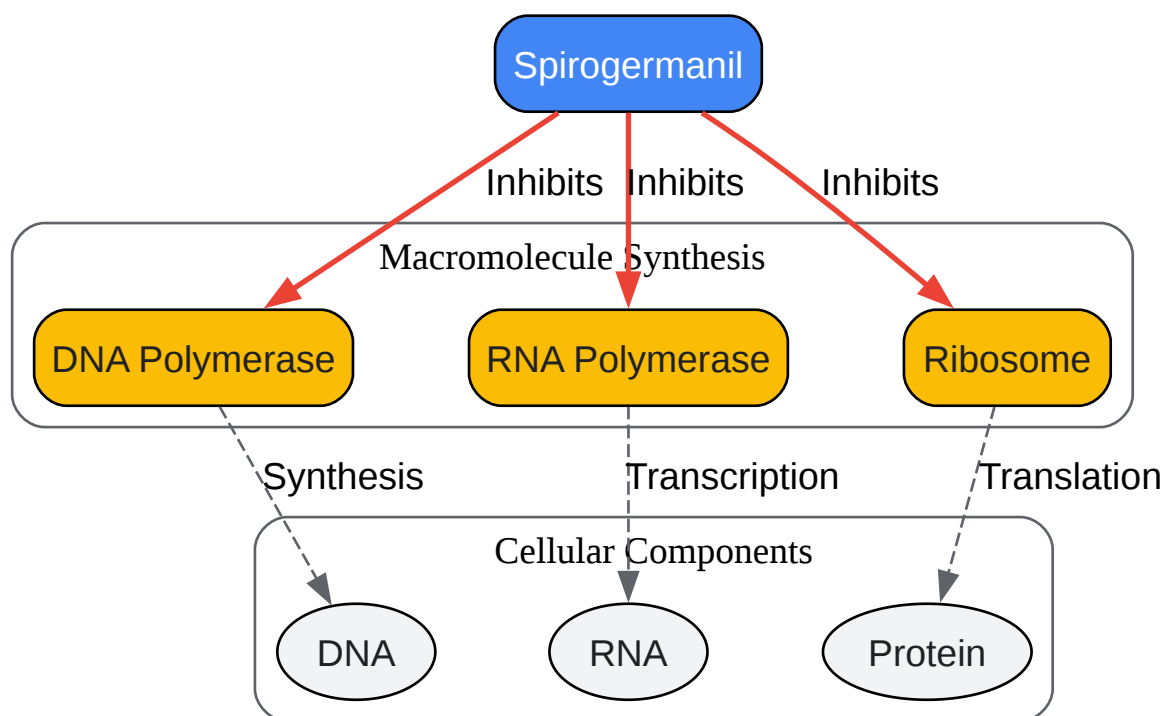 Spirogermanil
Inhibits Inhibits Inhibits
Macromolecule Synthesis
DNA Polymerase RNA Polymerase Ribosome
Synthesis Transcription Translation
Cellular Components
DNA RNA Protein